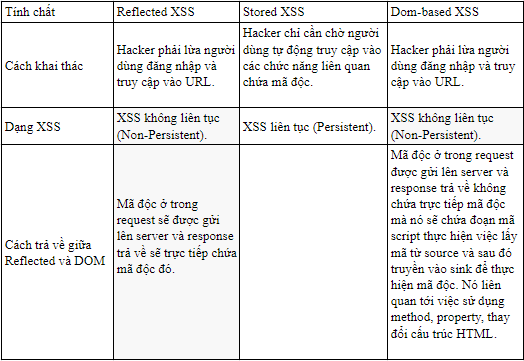 Tính chất
Reflected XSS
Stored XSS
Dom-based XSS
Cách khai thác
Hacker phải lừa người
dùng đăng nhập và
truy cập vào URL.
Hacker chỉ cần chờ người
dùng tự động truy cập vào
các chức năng liên quan
chứa mã độc.
Hacker phải lừa người
dùng đăng nhập và truy
cập vào URL.
Dạng XSS
XSS không liên tục
(Non-Persistent).
XSS liên tục (Persistent).
XSS không liên tục
(Non-Persistent).
Cách trả về giữa
Reflected và DOM
Mã độc ở trong
request sẽ được gửi
lên server và response
trả về sẽ trực tiếp chứa
mã độc đó.
Mã độc ở trong request
được gửi lên server và
response trả về không
chứa trực tiếp mã độc
mà nó sẽ chứa đoạn mã
script thực hiện việc lấy
mã từ source và sau đó
truyền vào sink để thực
hiện mã độc. Nó liên
quan tới việc sử dụng
method, property, thay
đổi cấu trúc HTML.